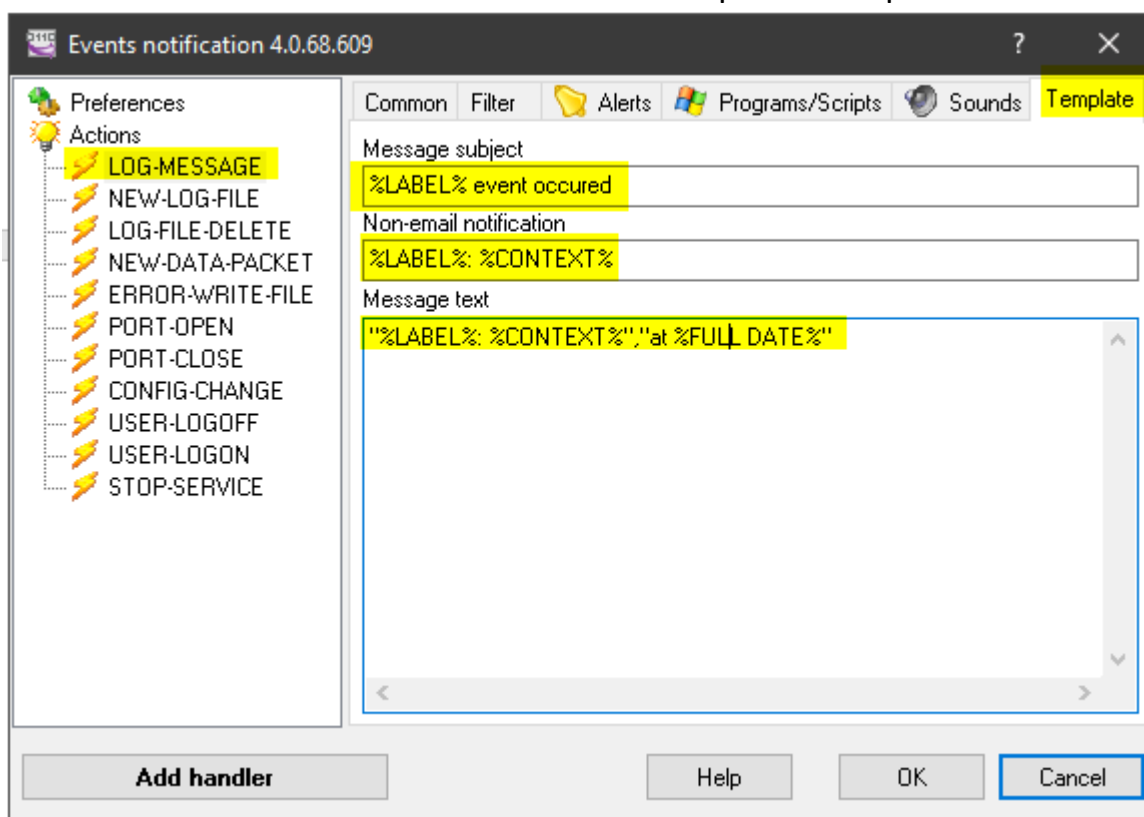 Events notification 4.0.68.609 ?
Preferences
Actions
LOG-MESSAGE
NEW-LOG-FILE
LOG-FILE-DELETE
NEW-DATA-PACKET
ERROR-WRITE-FILE
PORT-OPEN
PORT-CLOSE
CONFIG-CHANGE
USER-LOGOFF
USER-LOGON
STOP-SERVICE
Common Filter Alerts Programs/Scripts Sounds Template
Message subject
%LABEL% event occured
Non-email notification
%LABEL%: %CONTEXT%
Message text
"%LABEL%: %CONTEXT%","at %FULL DATE%"
Add handler Help OK Cancel